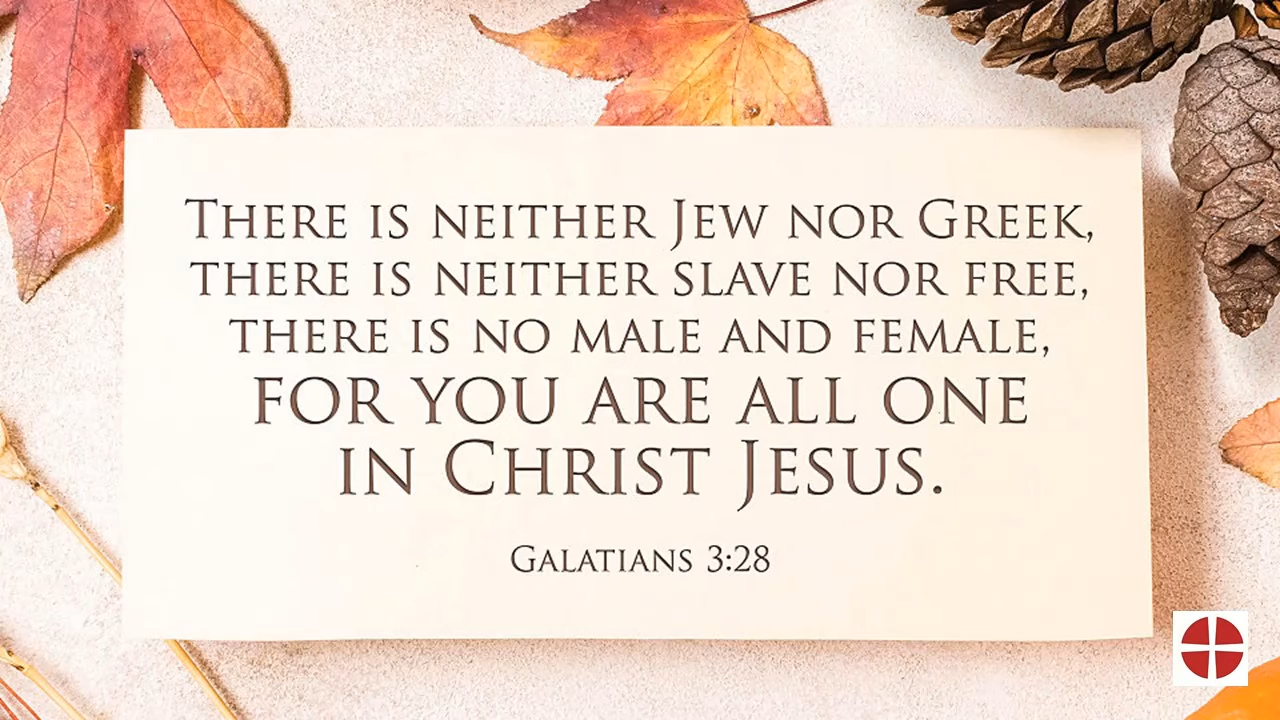 There is neither Jew nor Greek,
there is neither slave nor free,
there is no male and female,
for you are all one
in Christ Jesus.
Galatians 3:28